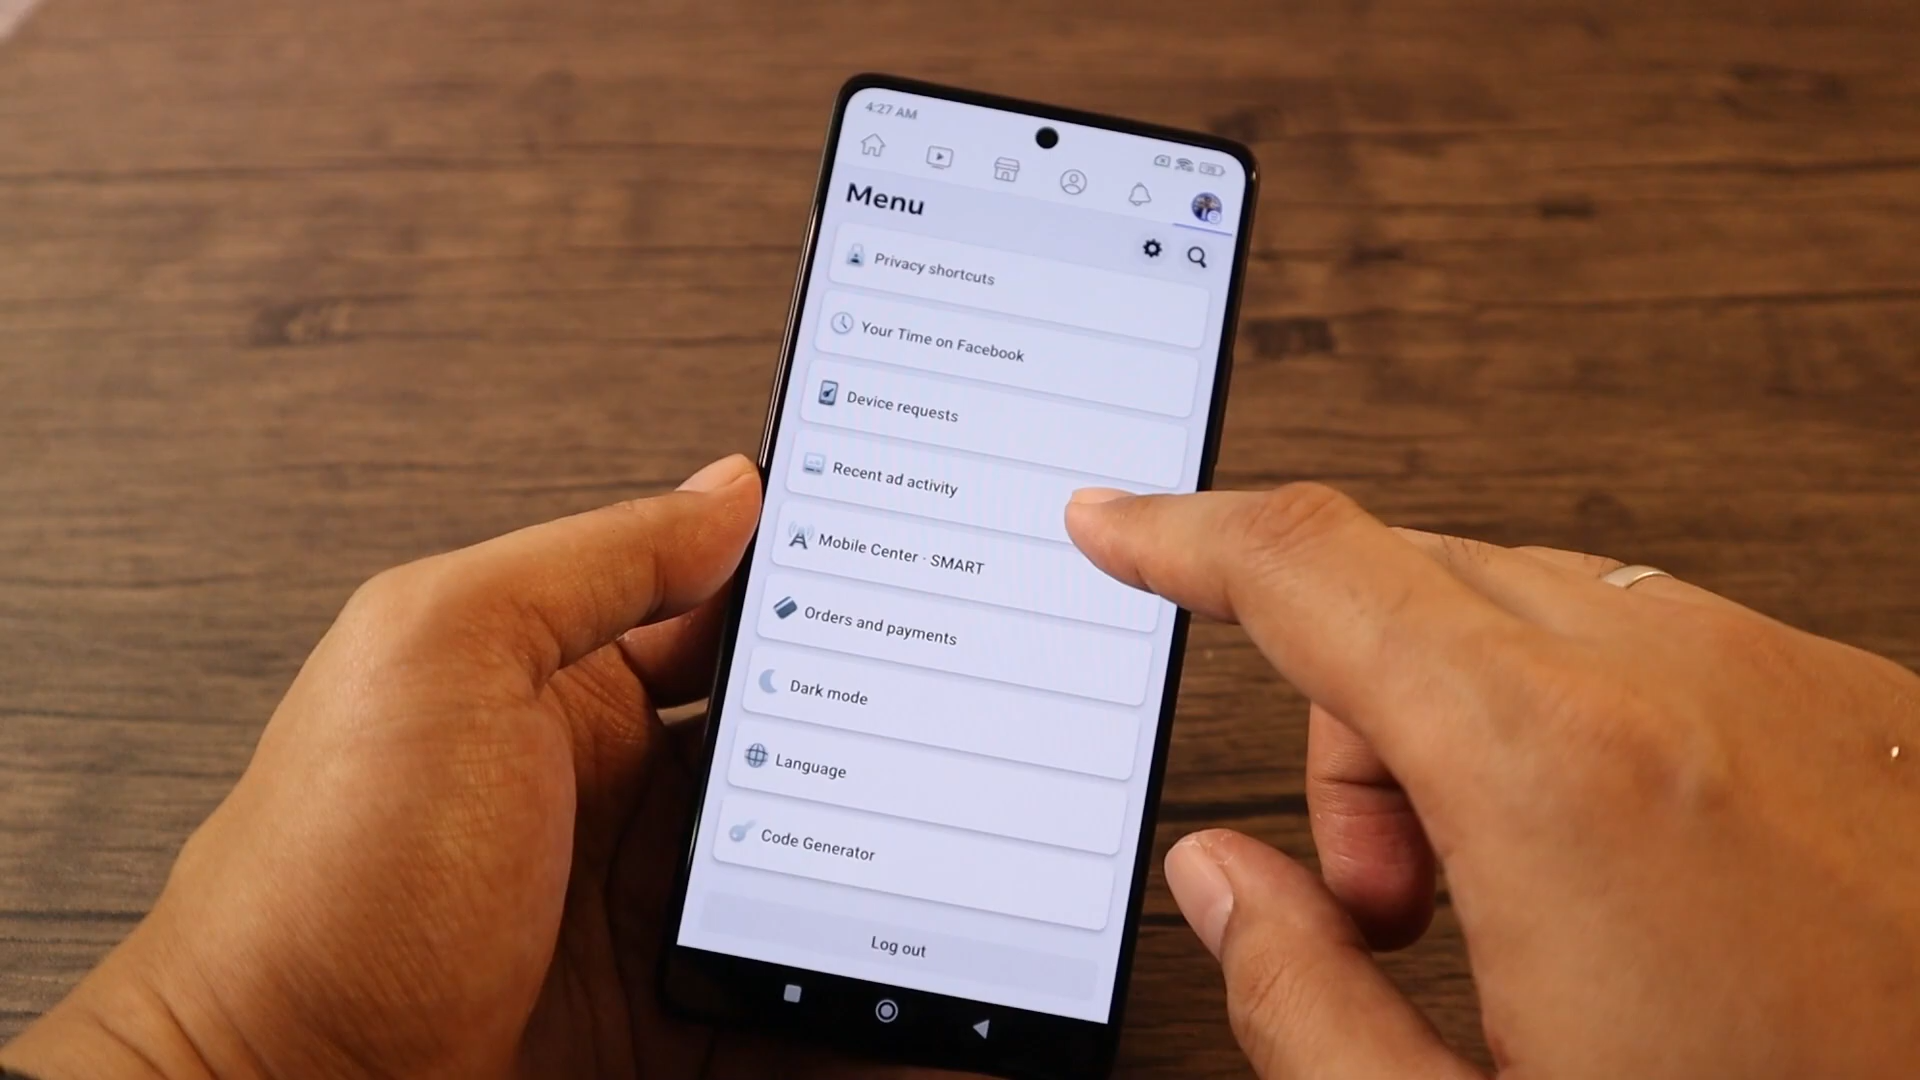 4:27 AM
Menu
Privacy shortcuts
Your Time on Facebook
Device requests
Recent ad activity
Mobile Center · SMART
Orders and payments
Dark mode
Language
Code Generator
Log out